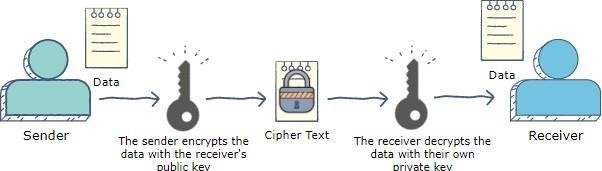 Data
Sender
The sender encrypts the
data with the receiver's
public key
Cipher Text
The receiver decrypts the
data with their own
private key
Data
Receiver